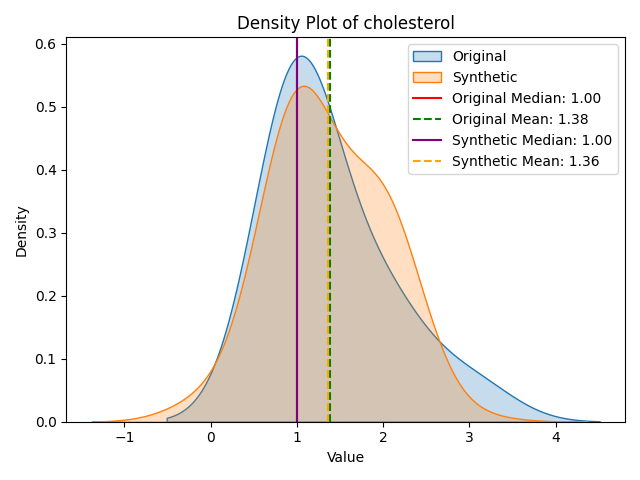 Density Plot of cholesterol
Original
Synthetic
Original Median: 1.00
Original Mean: 1.38
Synthetic Median: 1.00
Synthetic Mean: 1.36
Density
0.6
0.5
0.4
0.3
0.2
0.1
0.0
−1 0 1 2 3 4
Value